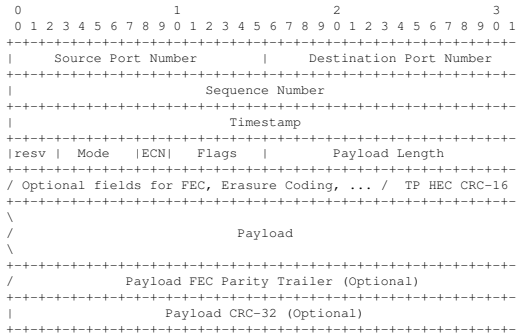 0                   1                   2                   3
 0 1 2 3 4 5 6 7 8 9 0 1 2 3 4 5 6 7 8 9 0 1 2 3 4 5 6 7 8 9 0 1
+-+-+-+-+-+-+-+-+-+-+-+-+-+-+-+-+-+-+-+-+-+-+-+-+-+-+-+-+-+-+-+-
|     Source Port Number        |     Destination Port Number
+-+-+-+-+-+-+-+-+-+-+-+-+-+-+-+-+-+-+-+-+-+-+-+-+-+-+-+-+-+-+-+-
|                        Sequence Number
+-+-+-+-+-+-+-+-+-+-+-+-+-+-+-+-+-+-+-+-+-+-+-+-+-+-+-+-+-+-+-+-
|                           Timestamp
+-+-+-+-+-+-+-+-+-+-+-+-+-+-+-+-+-+-+-+-+-+-+-+-+-+-+-+-+-+-+-+-
|resv |  Mode   |ECN|   Flags   |        Payload Length
+-+-+-+-+-+-+-+-+-+-+-+-+-+-+-+-+-+-+-+-+-+-+-+-+-+-+-+-+-+-+-+-
/ Optional fields for FEC, Erasure Coding, ... /  TP HEC CRC-16
+-+-+-+-+-+-+-+-+-+-+-+-+-+-+-+-+-+-+-+-+-+-+-+-+-+-+-+-+-+-+-+-
\
/                            Payload
\
+-+-+-+-+-+-+-+-+-+-+-+-+-+-+-+-+-+-+-+-+-+-+-+-+-+-+-+-+-+-+-+-
/              Payload FEC Parity Trailer (Optional)
+-+-+-+-+-+-+-+-+-+-+-+-+-+-+-+-+-+-+-+-+-+-+-+-+-+-+-+-+-+-+-+-
|                   Payload CRC-32 (Optional)
+-+-+-+-+-+-+-+-+-+-+-+-+-+-+-+-+-+-+-+-+-+-+-+-+-+-+-+-+-+-+-+-